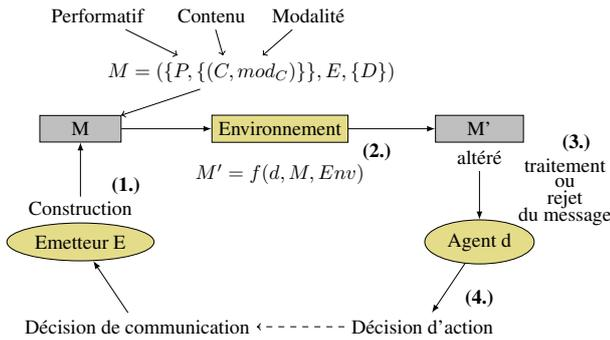 Performatif Contenu Modalité
M = ({P, {(C, mod_C)}}, E, {D})
M Environnement M’
(2.)
(3.)
altéré
traitement
ou
rejet
du message
M′ = f(d, M, Env)
(1.)
Construction
Emetteur E Agent d
(4.)
Décision de communication Décision d’action